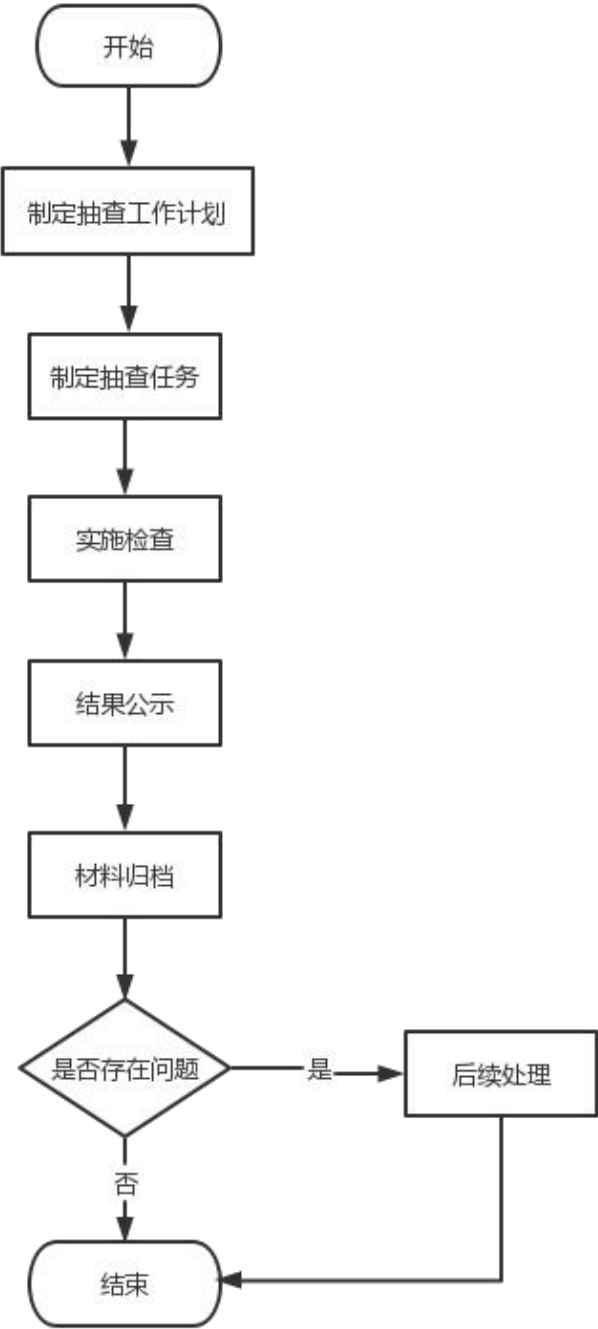 开始
制定抽查工作计划
制定抽查任务
实施检查
结果公示
材料归档
是否存在问题
是
后续处理
否
结束